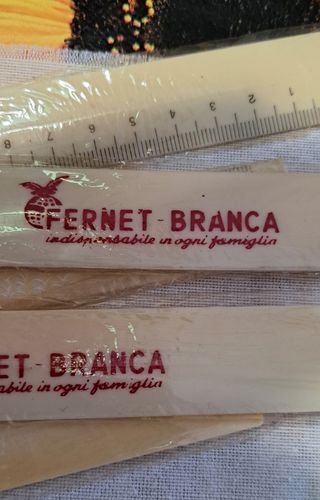 8 7 6 5 4 3 2 1
FERNET-BRANCA
indispensabile in ogni famiglia
ET-BRANCA
abile in ogni famiglia